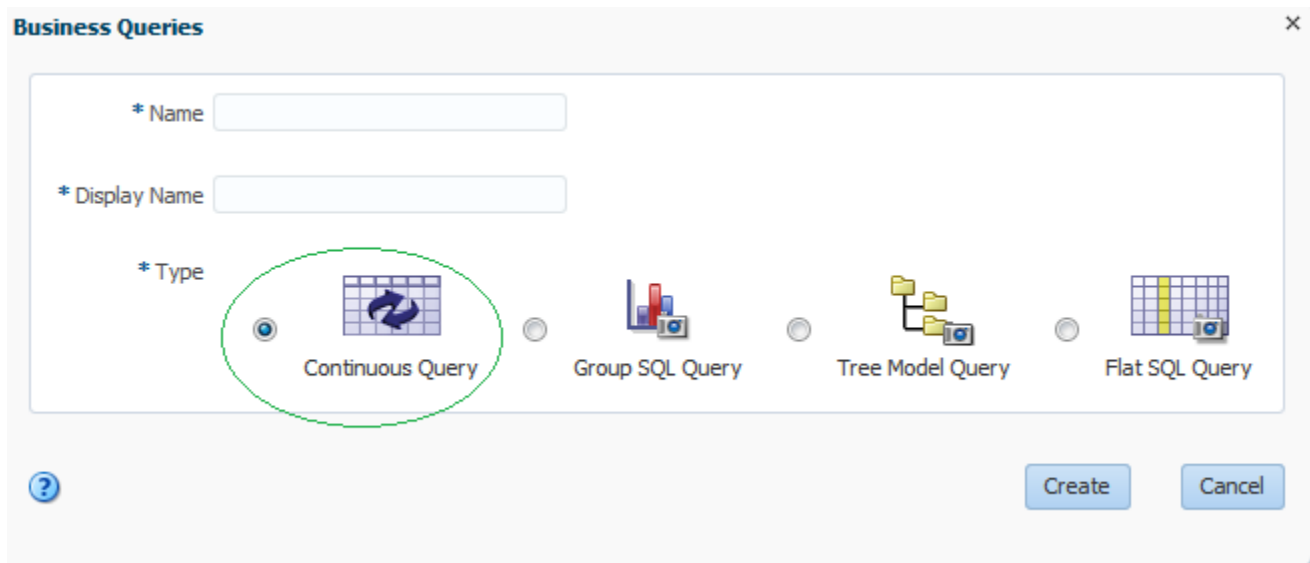 Business Queries
* Name
* Display Name
* Type
Continuous Query
Group SQL Query
Tree Model Query
Flat SQL Query
?
Create
Cancel